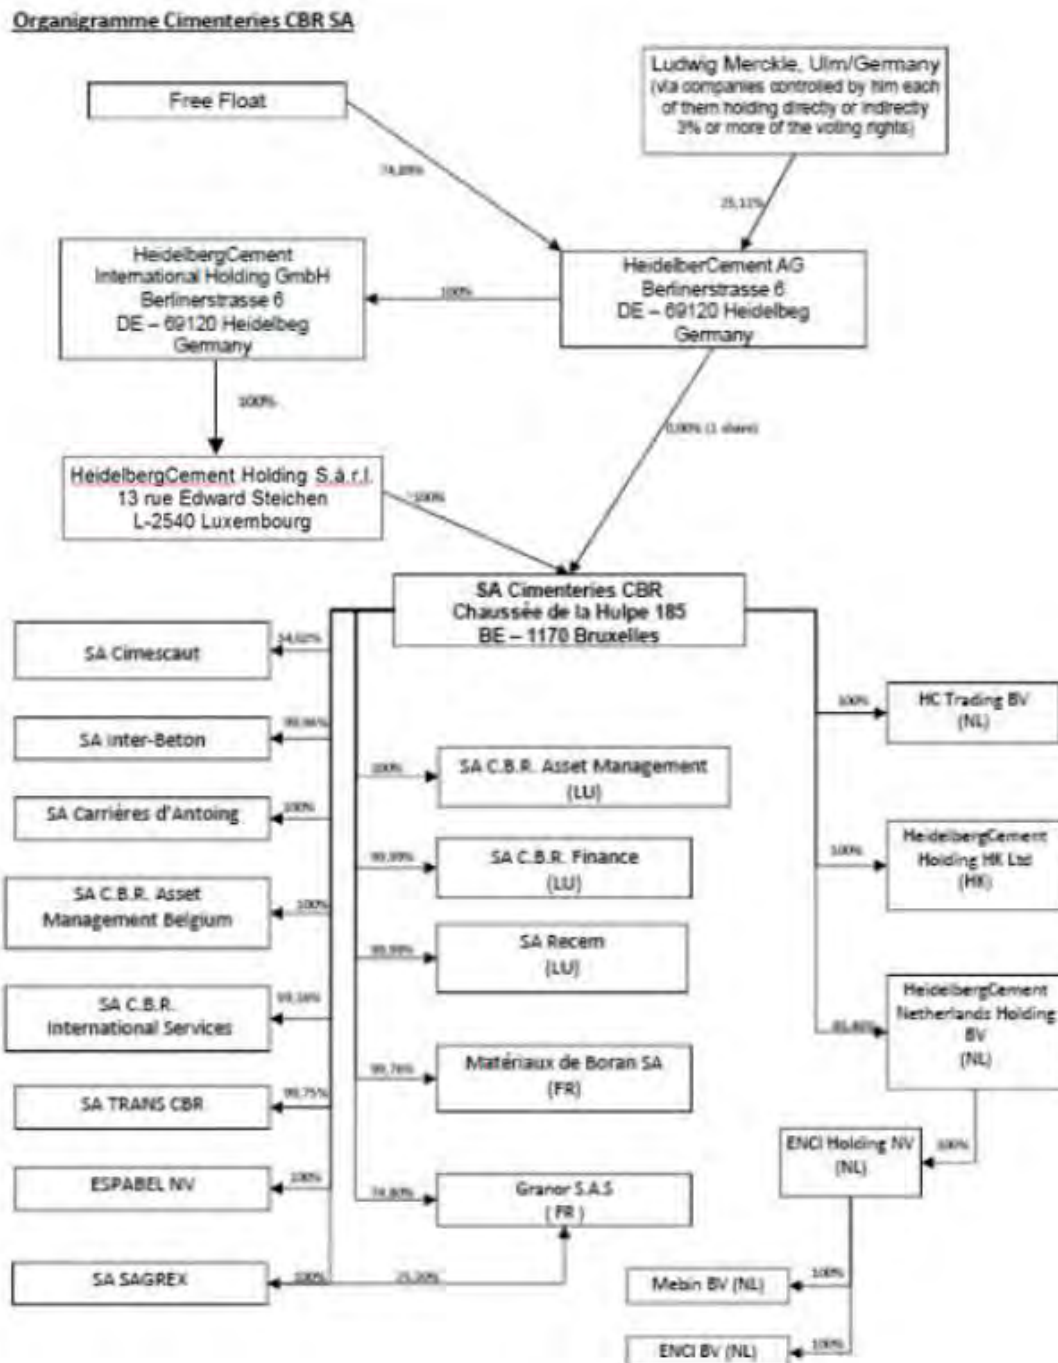 Organigramme Cimenteries CBR SA
Free Float
Ludwig Merckle, Ulm/Germany
(via companies controlled by him each
of them holding directly or indirectly
3% or more of the voting rights)
74,89%
25,11%
HeidelbergCement
International Holding GmbH
Berlinerstrasse 6
DE – 69120 Heidelbeg
Germany
100%
HeidelberCement AG
Berlinerstrasse 6
DE – 69120 Heidelbeg
Germany
100%
0,00% (1 share)
HeidelbergCement Holding S.à.r.l.
13 rue Edward Steichen
L-2540 Luxembourg
~100%
SA Cimenteries CBR
Chaussée de la Hulpe 185
BE – 1170 Bruxelles
SA Cimescaut
SA Inter-Beton
SA Carrières d'Antoing
100%
SA C.B.R. Asset
Management Belgium
100%
SA C.B.R.
International Services
SA TRANS CBR
99,75%
ESPABEL NV
100%
SA SAGREX
100%
100%
SA C.B.R. Asset Management
(LU)
99,99%
SA C.B.R. Finance
(LU)
99,99%
SA Recem
(LU)
99,76%
Matériaux de Boran SA
(FR)
74,80%
Granor S.A.S
( FR )
25,20%
100%
HC Trading BV
(NL)
100%
HeidelbergCement
Holding HK Ltd
(HK)
HeidelbergCement
Netherlands Holding
BV
(NL)
ENCI Holding NV
(NL)
100%
Mebin BV (NL)
100%
ENCI BV (NL)
100%